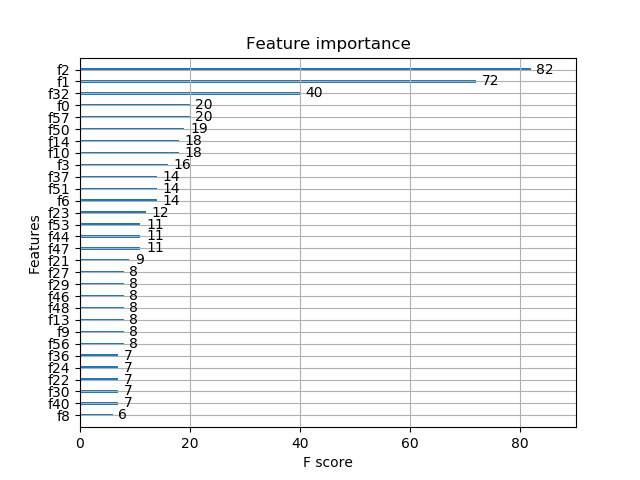 Feature importance
f2 82
f1 72
f32 40
f0 20
f57 20
f50 19
f14 18
f10 18
f3 16
f37 14
f51 14
f6 14
f23 12
f53 11
f44 11
f47 11
f21 9
f27 8
f29 8
f46 8
f48 8
f13 8
f9 8
f56 8
f36 7
f24 7
f22 7
f30 7
f40 7
f8 6
Features
0 20 40 60 80
F score